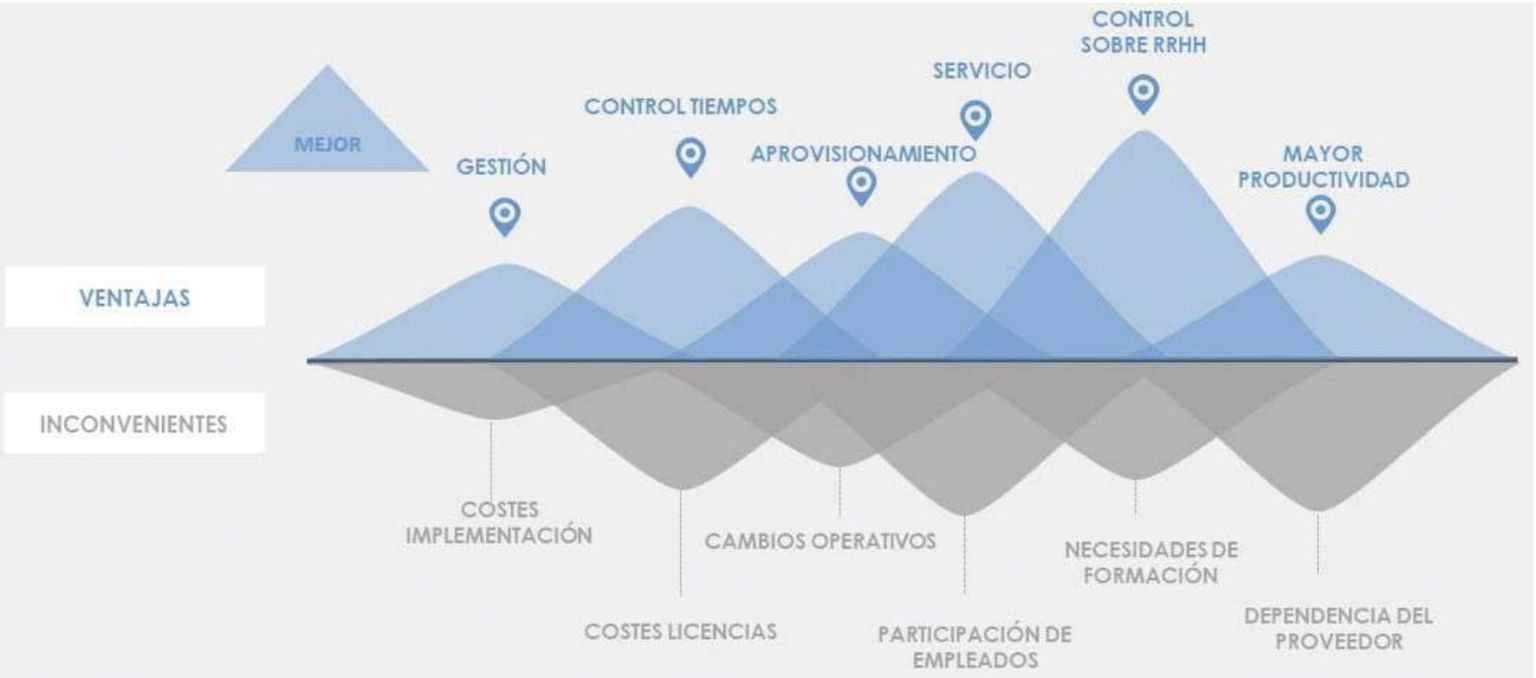 CONTROL
SOBRE RRHH
SERVICIO
CONTROL TIEMPOS
MEJOR
GESTIÓN
APROVISIONAMIENTO
MAYOR
PRODUCTIVIDAD
VENTAJAS
INCONVENIENTES
COSTES
IMPLEMENTACIÓN
CAMBIOS OPERATIVOS
NECESIDADES DE
FORMACIÓN
COSTES LICENCIAS
PARTICIPACIÓN DE
EMPLEADOS
DEPENDENCIA DEL
PROVEEDOR